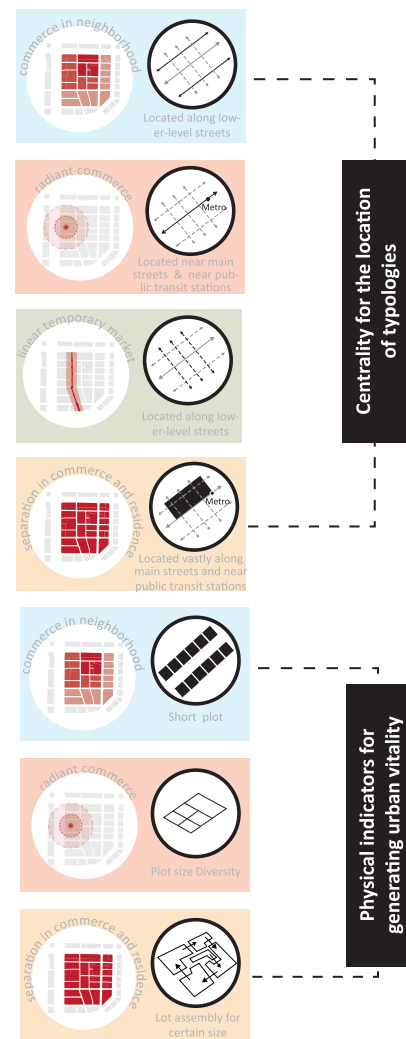 commerce in neighborhood
Located along low-
er-level streets
radiant commerce
Metro
Located near main
streets & near pub-
lic transit stations
linear temporary market
Located along low-
er-level streets
separation in commerce and residence
Metro
Located vastly along
main streets and near
public transit stations
Centrality for the location
of typologies
commerce in neighborhood
Short plot
radiant commerce
Plot size Diversity
separation in commerce and residence
Lot assembly for
certain size
Physical indicators for
generating urban vitality